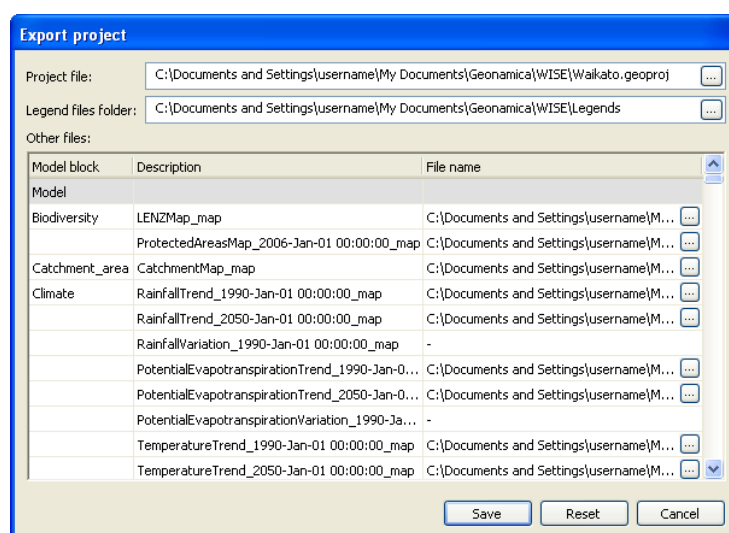 Export project
Project file: C:\Documents and Settings\username\My Documents\Geonamica\WISE\Waikato.geoproj ...
Legend files folder: C:\Documents and Settings\username\My Documents\Geonamica\WISE\Legends ...
Other files:
Model block Description File name
Model
Biodiversity LENZMap_map C:\Documents and Settings\username\M... ...
ProtectedAreasMap_2006-Jan-01 00:00:00_map C:\Documents and Settings\username\M... ...
Catchment_area CatchmentMap_map C:\Documents and Settings\username\M... ...
Climate RainfallTrend_1990-Jan-01 00:00:00_map C:\Documents and Settings\username\M... ...
RainfallTrend_2050-Jan-01 00:00:00_map C:\Documents and Settings\username\M... ...
RainfallVariation_1990-Jan-01 00:00:00_map -
PotentialEvapotranspirationTrend_1990-Jan-0... C:\Documents and Settings\username\M... ...
PotentialEvapotranspirationTrend_2050-Jan-0... C:\Documents and Settings\username\M... ...
PotentialEvapotranspirationVariation_1990-Ja... -
TemperatureTrend_1990-Jan-01 00:00:00_map C:\Documents and Settings\username\M... ...
TemperatureTrend_2050-Jan-01 00:00:00_map C:\Documents and Settings\username\M... ...
Save Reset Cancel